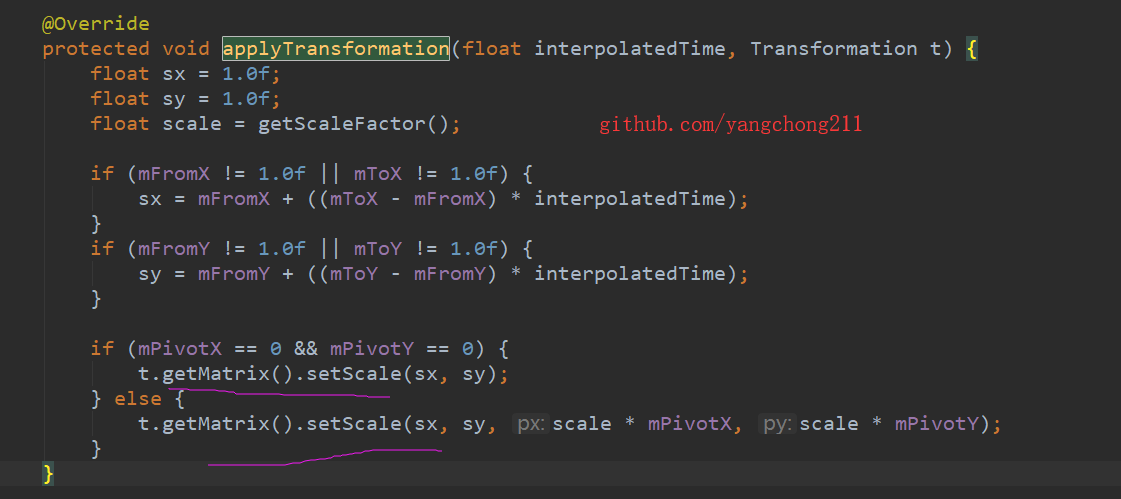 @Override
protected void applyTransformation(float interpolatedTime, Transformation t) {
    float sx = 1.0f;
    float sy = 1.0f;
    float scale = getScaleFactor();
github.com/yangchong211
    if (mFromX != 1.0f || mToX != 1.0f) {
        sx = mFromX + ((mToX - mFromX) * interpolatedTime);
    }
    if (mFromY != 1.0f || mToY != 1.0f) {
        sy = mFromY + ((mToY - mFromY) * interpolatedTime);
    }
    if (mPivotX == 0 && mPivotY == 0) {
        t.getMatrix().setScale(sx, sy);
    } else {
        t.getMatrix().setScale(sx, sy, px: scale * mPivotX, py: scale * mPivotY);
    }
}